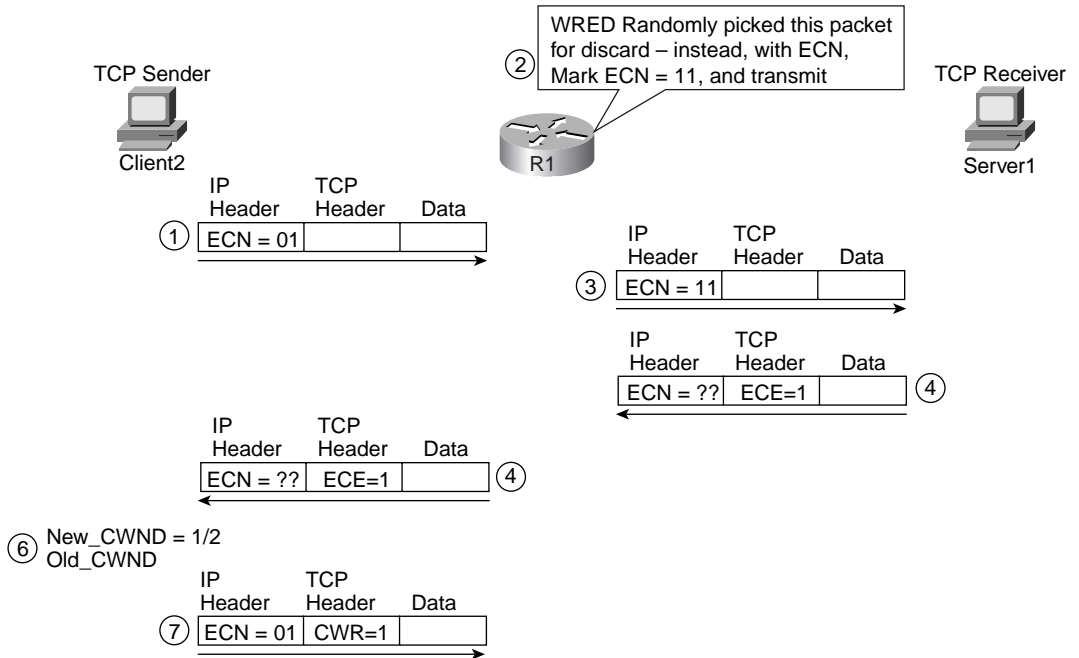 WRED Randomly picked this packet
for discard – instead, with ECN,
Mark ECN = 11, and transmit
2
TCP Sender
TCP Receiver
Client2
R1
Server1
IP Header TCP Header Data
1 ECN = 01
IP Header TCP Header Data
3 ECN = 11
IP Header TCP Header Data
ECN = ?? ECE=1 4
IP Header TCP Header Data
ECN = ?? ECE=1 4
6 New_CWND = 1/2
Old_CWND
IP Header TCP Header Data
7 ECN = 01 CWR=1